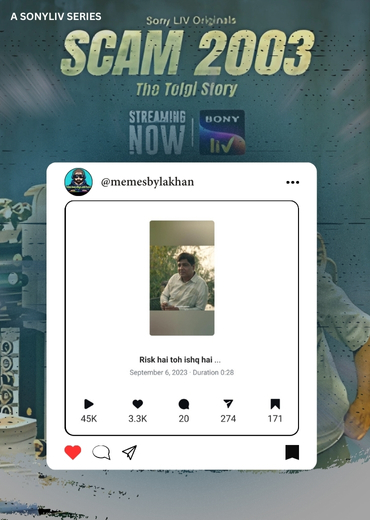 A SONYLIV SERIES
Sony LIV Originals
SCAM 2003
The Telgi Story
STREAMING
NOW
SONY
liv
@memesbylakhan
Risk hai toh ishq hai ...
September 6, 2023 · Duration 0:28
45K 3.3K 20 274 171